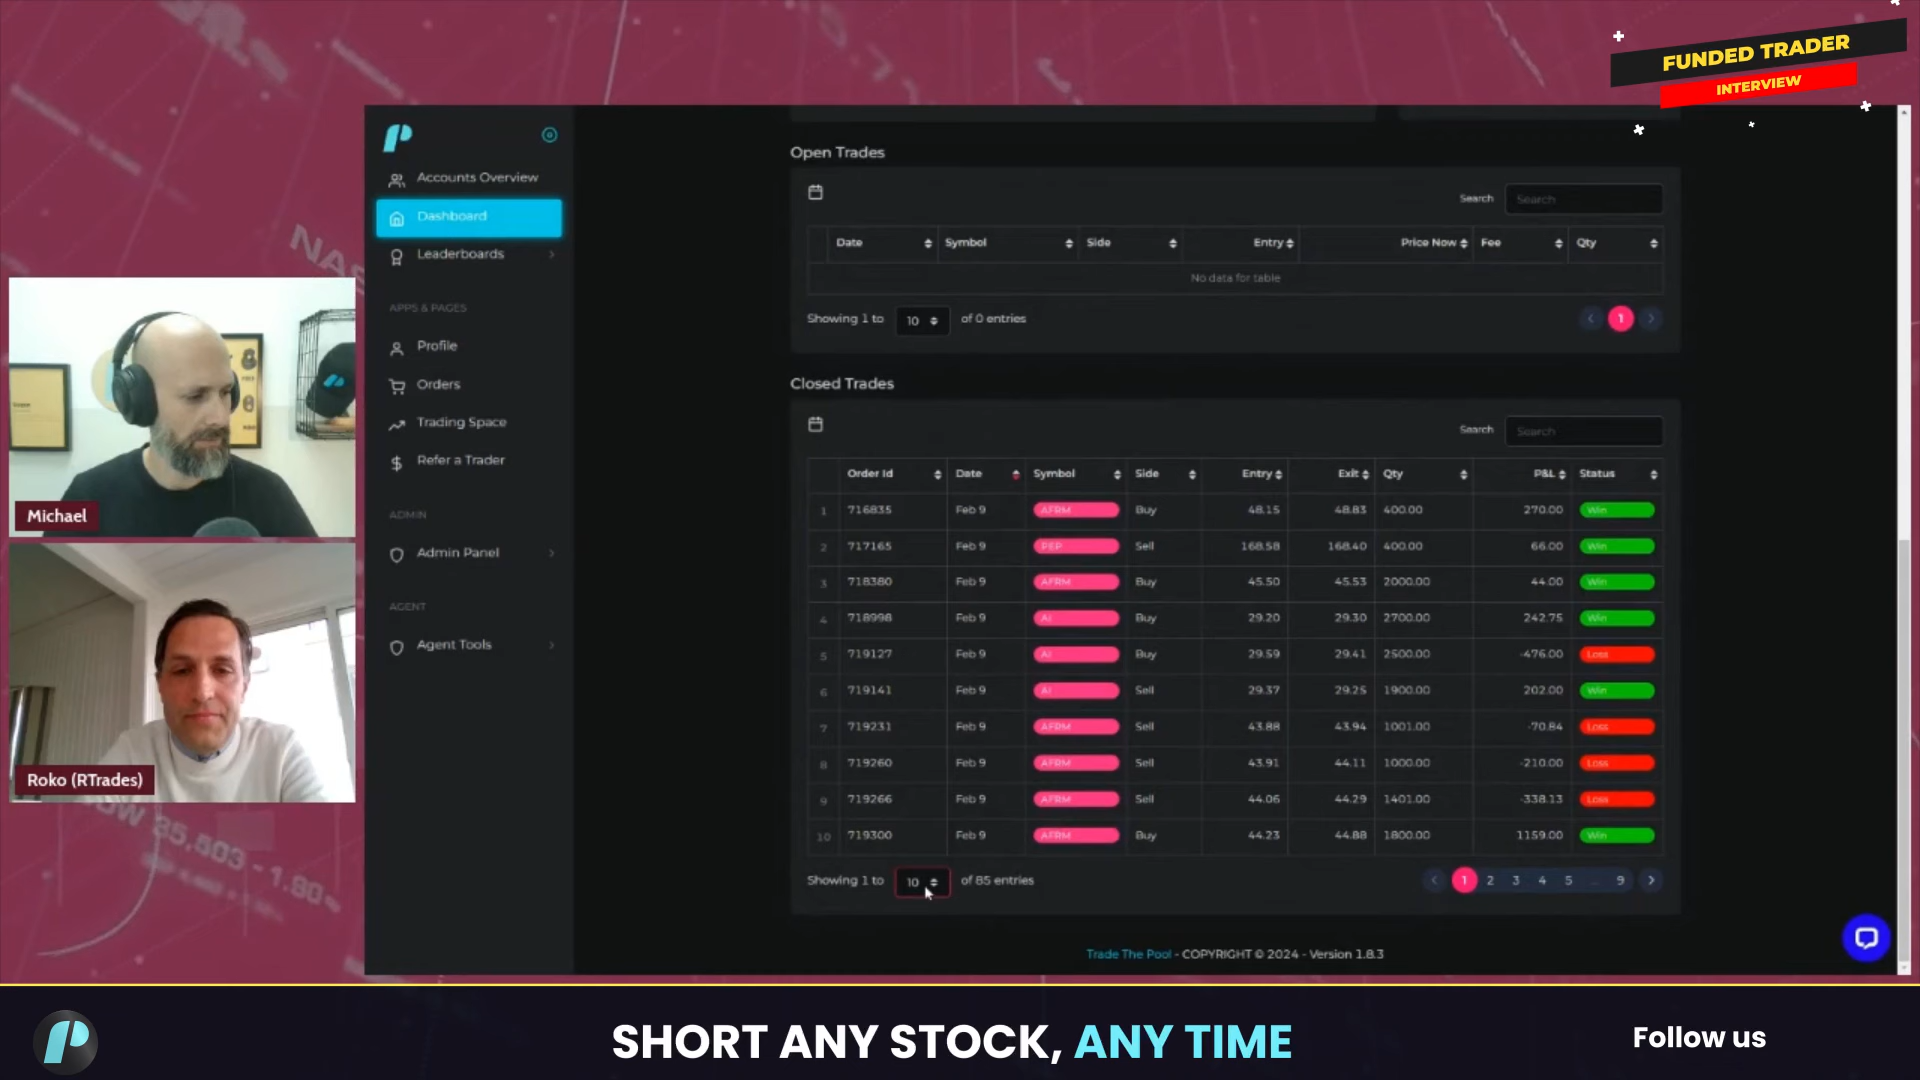 FUNDED TRADER
INTERVIEW
Accounts Overview
Dashboard
Leaderboards
APPS & PAGES
Profile
Orders
Trading Space
Refer a Trader
ADMIN
Admin Panel
AGENT
Agent Tools
Open Trades
Search Search
Date Symbol Side Entry Price Now Fee Qty
No data for table
Showing 1 to 10 of 0 entries < 1 >
Closed Trades
Search Search
Order Id Date Symbol Side Entry Exit Qty P&L Status
1 716835 Feb 9 AFRM Buy 48.15 48.83 400.00 270.00 Win
2 717165 Feb 9 PEP Sell 168.58 168.40 400.00 66.00 Win
3 718380 Feb 9 AFRM Buy 45.50 45.53 2000.00 44.00 Win
4 718998 Feb 9 AI Buy 29.20 29.30 2700.00 242.75 Win
5 719127 Feb 9 AI Buy 29.59 29.41 2500.00 -476.00 Loss
6 719141 Feb 9 AI Sell 29.37 29.25 1900.00 202.00 Win
7 719231 Feb 9 AFRM Sell 43.88 43.94 1001.00 -70.84 Loss
8 719260 Feb 9 AFRM Sell 43.91 44.11 1000.00 -210.00 Loss
9 719266 Feb 9 AFRM Sell 44.06 44.29 1401.00 -338.13 Loss
10 719300 Feb 9 AFRM Buy 44.23 44.88 1800.00 1159.00 Win
Showing 1 to 10 of 85 entries < 1 2 3 4 5 ... 9 >
Trade The Pool - COPYRIGHT © 2024 - Version 1.8.3
Michael
Roko (RTrades)
NAS
OW 35,503 - 1.80%
SHORT ANY STOCK, ANY TIME
Follow us